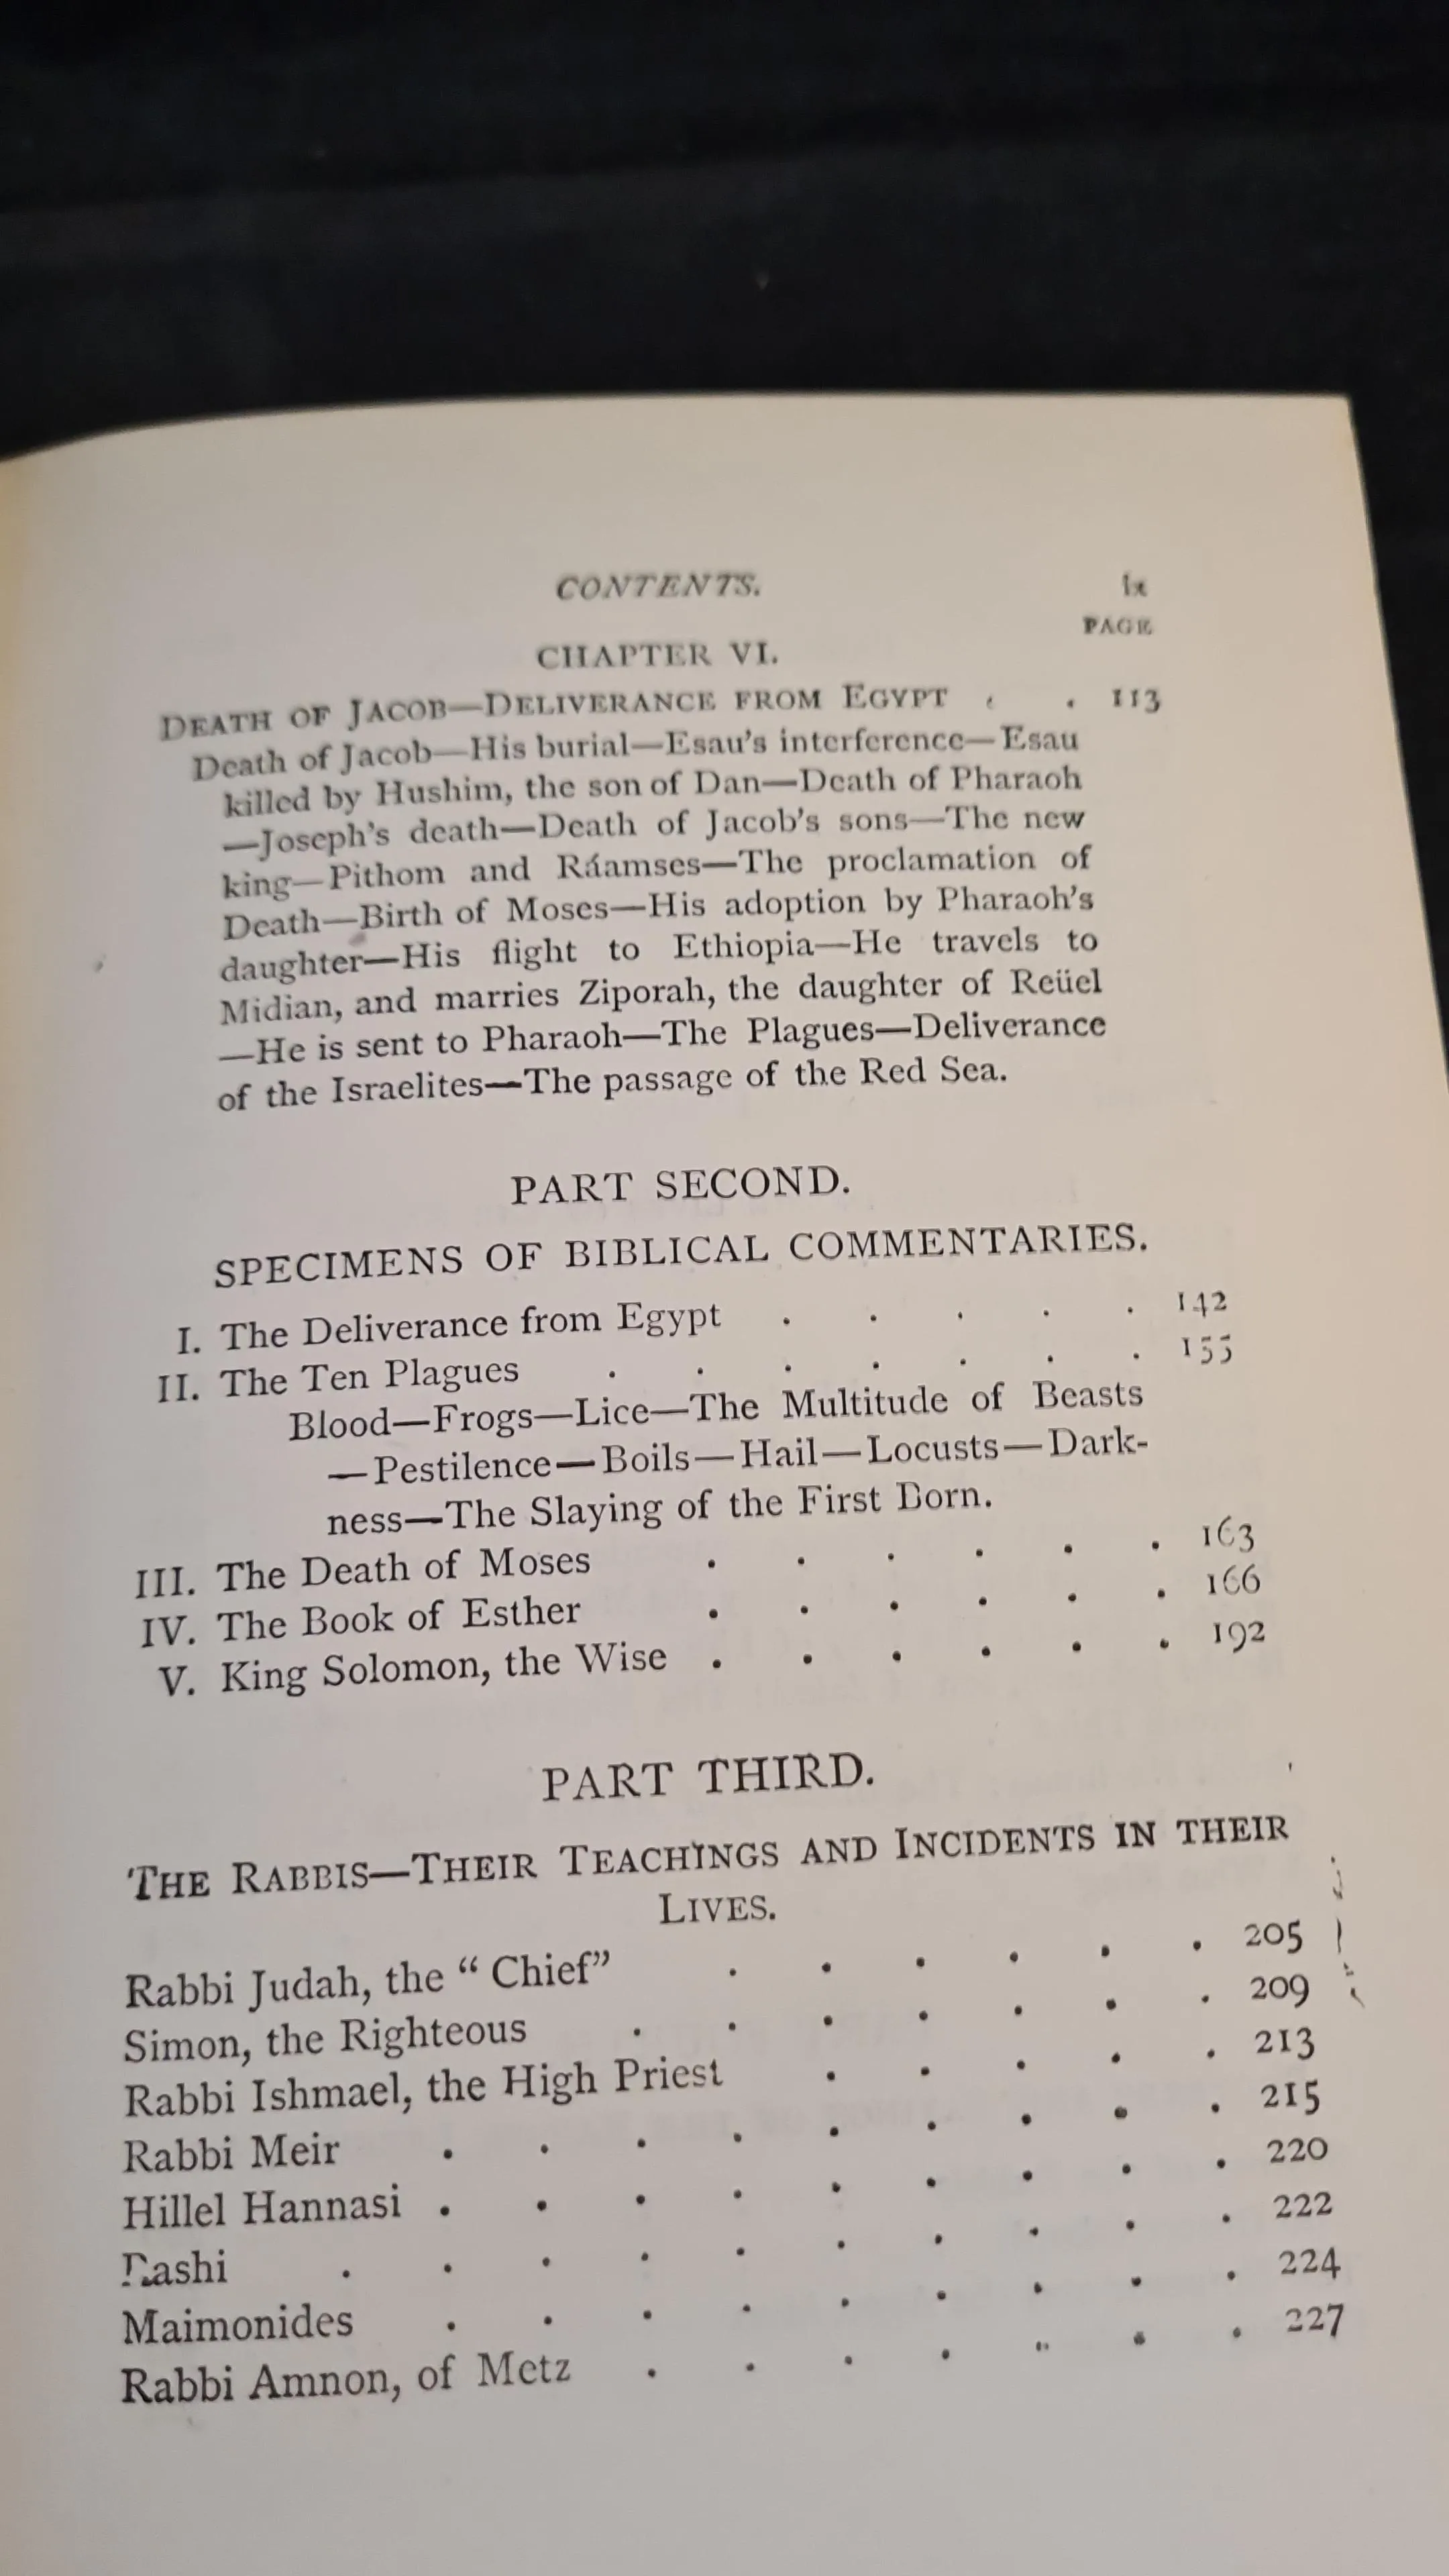 CONTENTS. ix
PAGE
CHAPTER VI.
DEATH OF JACOB—DELIVERANCE FROM EGYPT . . 113
Death of Jacob—His burial—Esau's interference—Esau
killed by Hushim, the son of Dan—Death of Pharaoh
—Joseph's death—Death of Jacob's sons—The new
king—Pithom and Ráamses—The proclamation of
Death—Birth of Moses—His adoption by Pharaoh's
daughter—His flight to Ethiopia—He travels to
Midian, and marries Ziporah, the daughter of Reüel
—He is sent to Pharaoh—The Plagues—Deliverance
of the Israelites—The passage of the Red Sea.
PART SECOND.
SPECIMENS OF BIBLICAL COMMENTARIES.
I. The Deliverance from Egypt . . . . . 142
II. The Ten Plagues . . . . . . . 155
Blood—Frogs—Lice—The Multitude of Beasts
—Pestilence—Boils—Hail—Locusts—Dark-
ness—The Slaying of the First Born.
III. The Death of Moses . . . . . . 163
IV. The Book of Esther . . . . . . 166
V. King Solomon, the Wise . . . . . . 192
PART THIRD.
THE RABBIS—THEIR TEACHINGS AND INCIDENTS IN THEIR
LIVES.
Rabbi Judah, the "Chief" . . . . . . 205
Simon, the Righteous . . . . . . . 209
Rabbi Ishmael, the High Priest . . . . . 213
Rabbi Meir . . . . . . . . . 215
Hillel Hannasi . . . . . . . . . 220
Rashi . . . . . . . . . . 222
Maimonides . . . . . . . . . 224
Rabbi Amnon, of Metz . . . . . . . 227